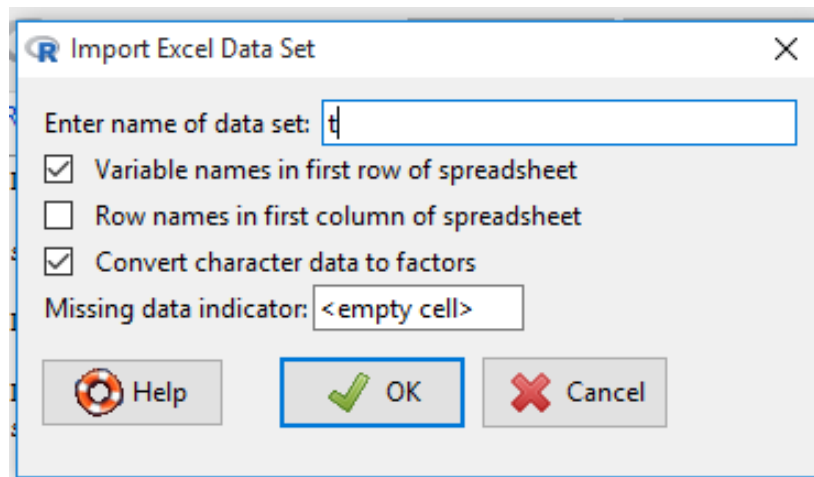 Import Excel Data Set
Enter name of data set: t
Variable names in first row of spreadsheet
Row names in first column of spreadsheet
Convert character data to factors
Missing data indicator: <empty cell>
Help OK Cancel